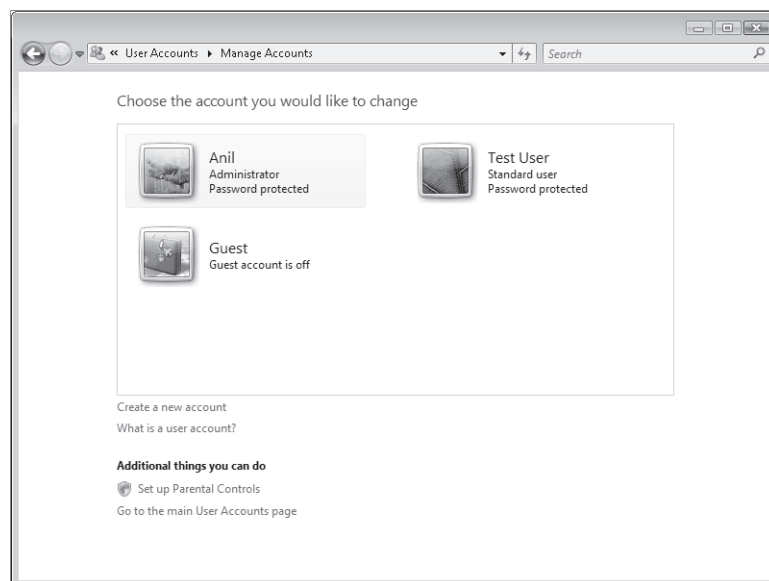 « User Accounts ▸ Manage Accounts
Search
Choose the account you would like to change
Anil
Administrator
Password protected
Test User
Standard user
Password protected
Guest
Guest account is off
Create a new account
What is a user account?
Additional things you can do
Set up Parental Controls
Go to the main User Accounts page